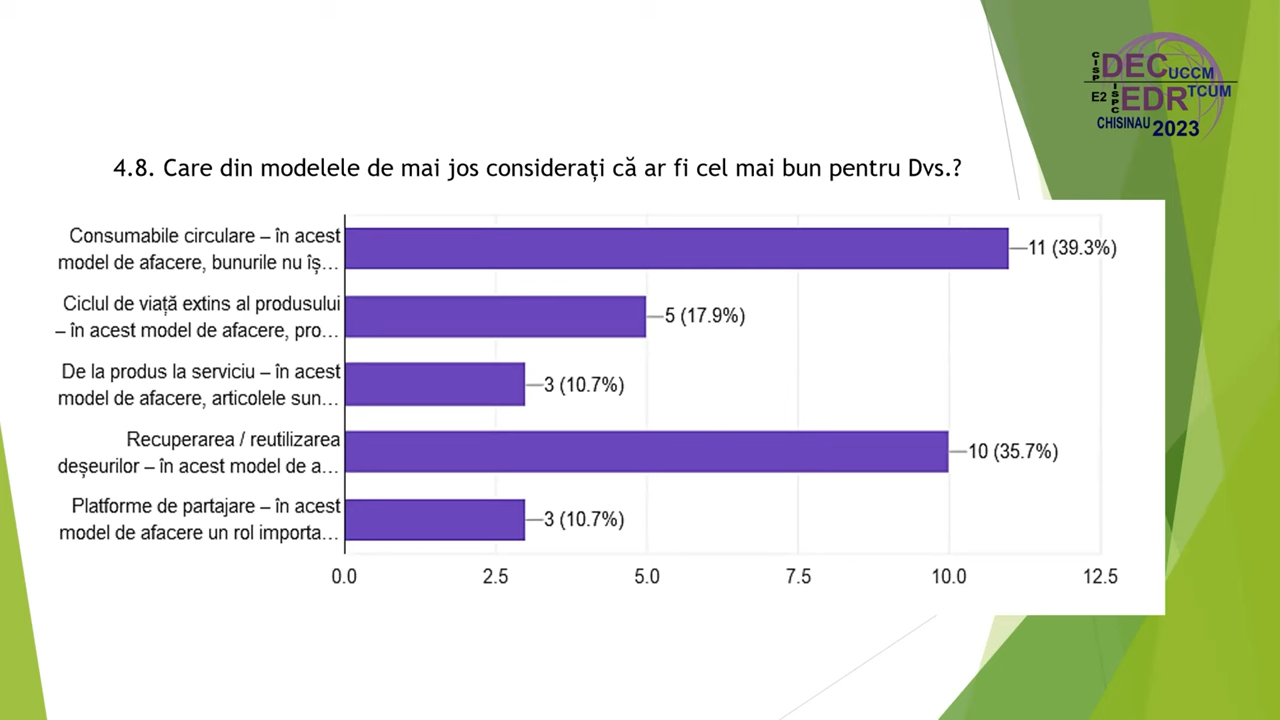 CISP
DEC UCCM
E2 ISPC EDR TCUM
CHISINAU 2023
4.8. Care din modelele de mai jos considerați că ar fi cel mai bun pentru Dvs.?
Consumabile circulare – în acest
model de afacere, bunurile nu îș…
11 (39.3%)
Ciclul de viață extins al produsului
– în acest model de afacere, pro…
5 (17.9%)
De la produs la serviciu – în acest
model de afacere, articolele sun…
3 (10.7%)
Recuperarea / reutilizarea
deșeurilor – în acest model de a…
10 (35.7%)
Platforme de partajare – în acest
model de afacere un rol importa…
3 (10.7%)
0.0 2.5 5.0 7.5 10.0 12.5